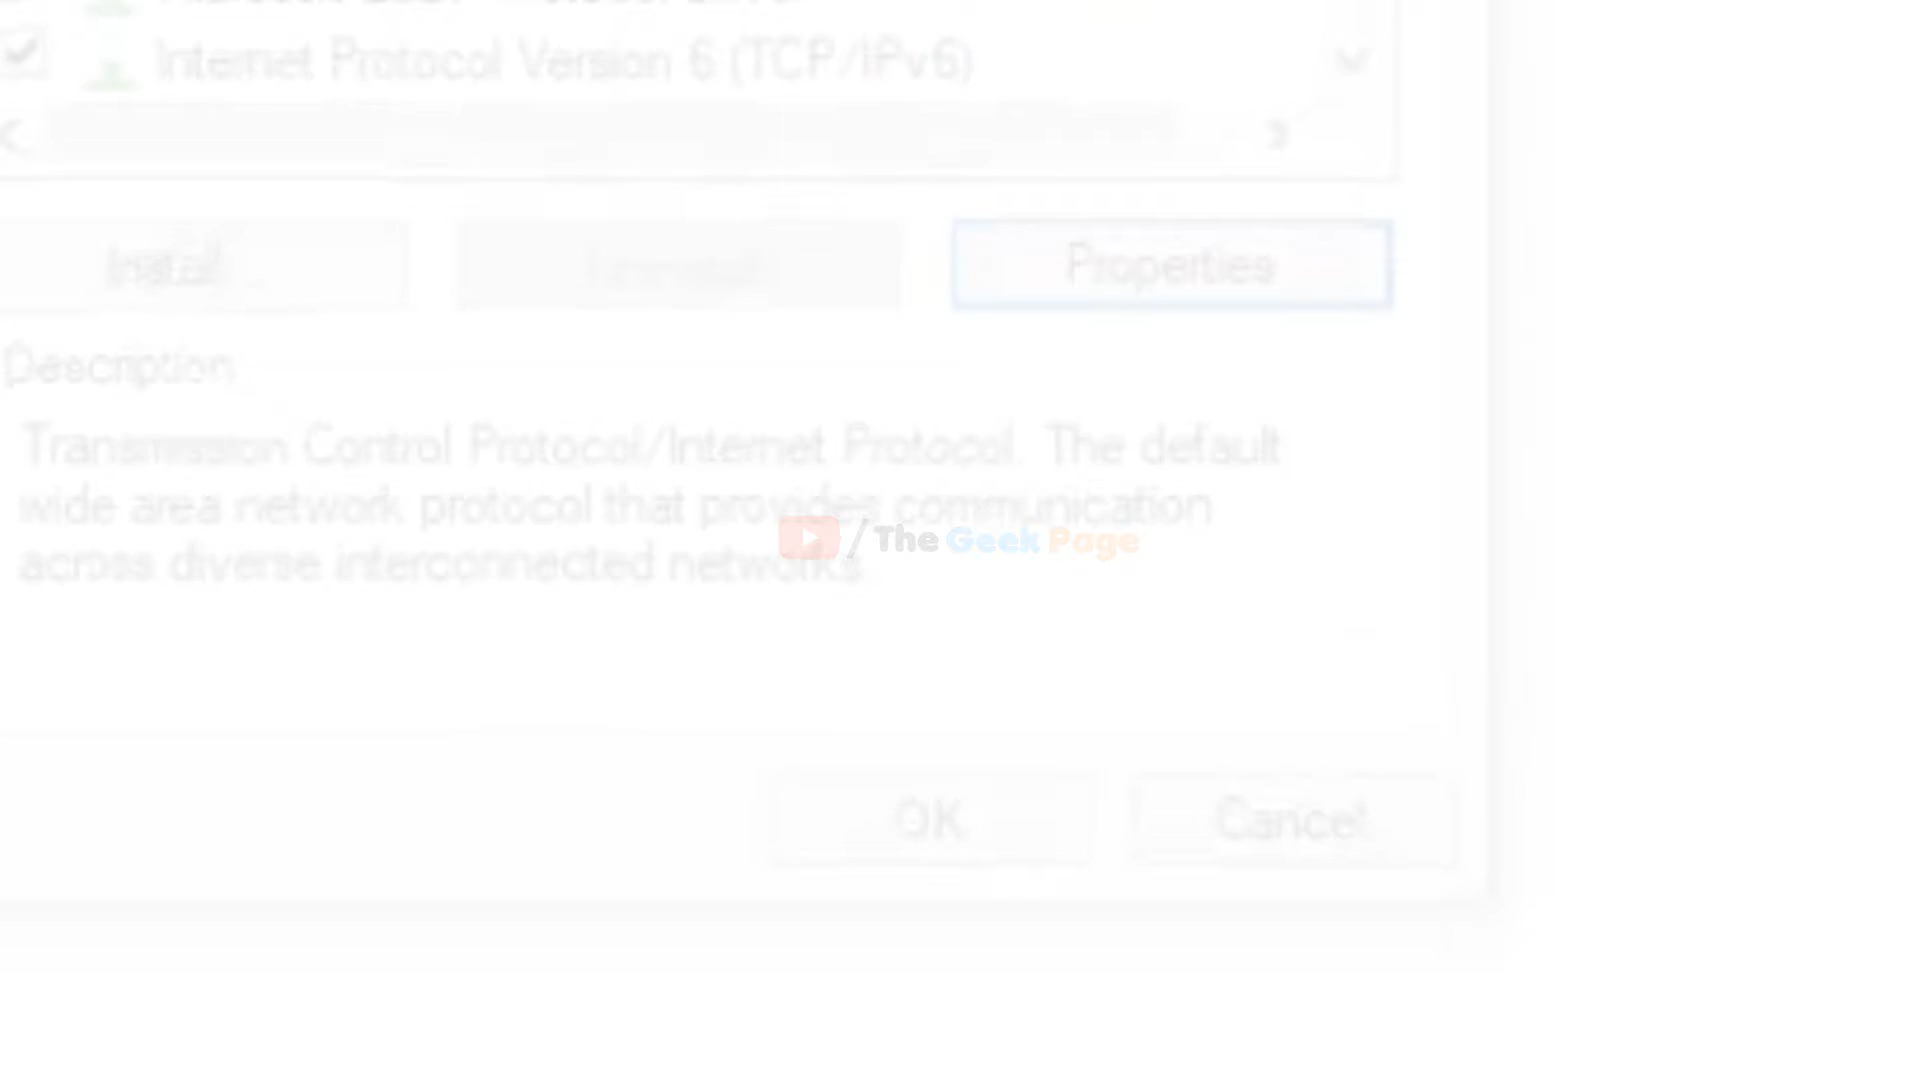 Internet Protocol Version 6 (TCP/IPv6)
Install
Uninstall
Properties
Description
Transmission Control Protocol/Internet Protocol. The default
wide area network protocol that provides communication
across diverse interconnected networks.
/ The Geek Page
OK
Cancel